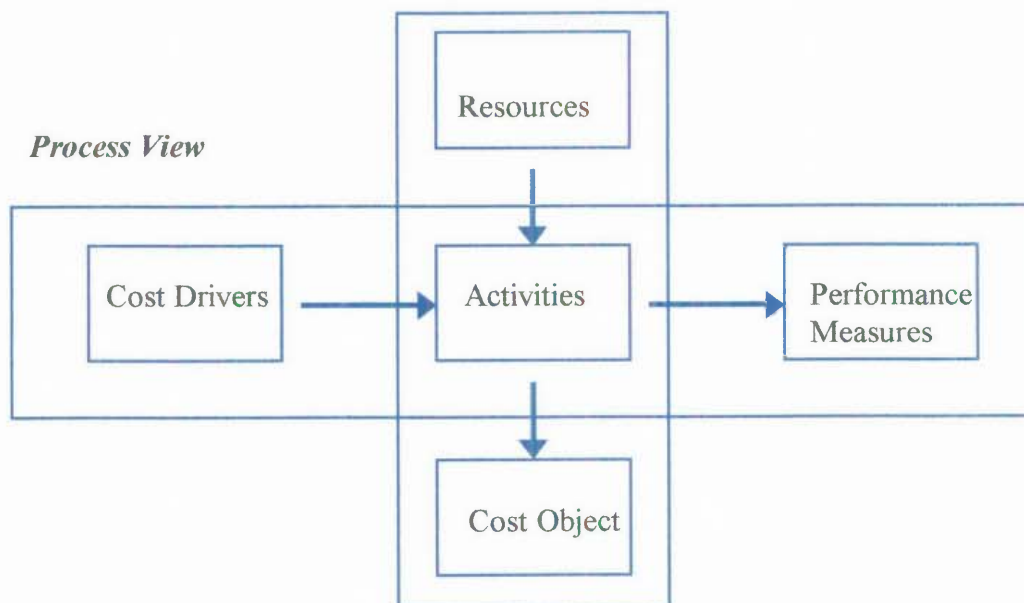 Resources
Process View
Cost Drivers
Activities
Performance
Measures
Cost Object